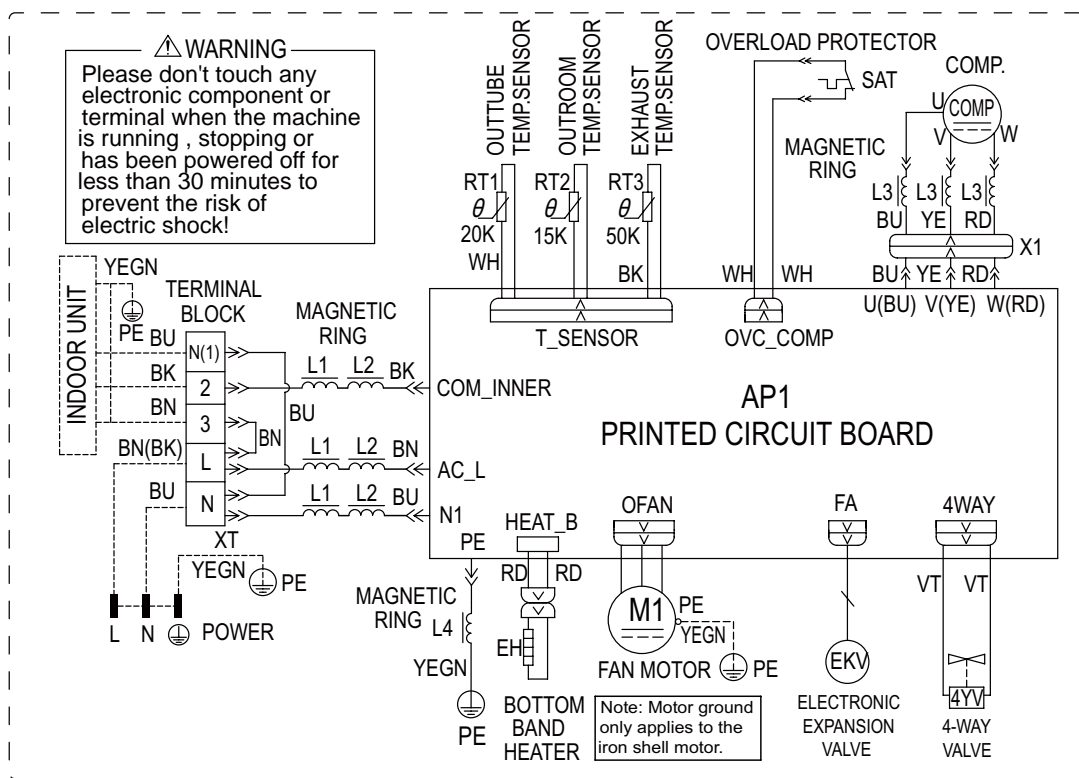 WARNING
Please don't touch any
electronic component or
terminal when the machine
is running , stopping or
has been powered off for
less than 30 minutes to
prevent the risk of
electric shock!
OUTTUBE
TEMP.SENSOR
OUTROOM
TEMP.SENSOR
EXHAUST
TEMP.SENSOR
RT1
θ
20K
WH
RT2
θ
15K
RT3
θ
50K
BK
OVERLOAD PROTECTOR
SAT
WH
WH
COMP.
U
COMP
V
W
MAGNETIC
RING
L3
L3
L3
BU
YE
RD
X1
BU
YE
RD
U(BU)
V(YE)
W(RD)
T_SENSOR
OVC_COMP
AP1
PRINTED CIRCUIT BOARD
INDOOR UNIT
YEGN
PE
TERMINAL
BLOCK
MAGNETIC
RING
BU
N(1)
BK
2
L1
L2
BK
COM_INNER
BN
3
BU
BN
BN(BK)
L
L1
L2
BN
AC_L
BU
N
L1
L2
BU
N1
XT
YEGN
PE
L
N
POWER
PE
MAGNETIC
RING
L4
YEGN
PE
HEAT_B
RD
RD
EH
BOTTOM
BAND
HEATER
OFAN
M1
PE
YEGN
PE
FAN MOTOR
Note: Motor ground
only applies to the
iron shell motor.
FA
EKV
ELECTRONIC
EXPANSION
VALVE
4WAY
VT
VT
4YV
4-WAY
VALVE